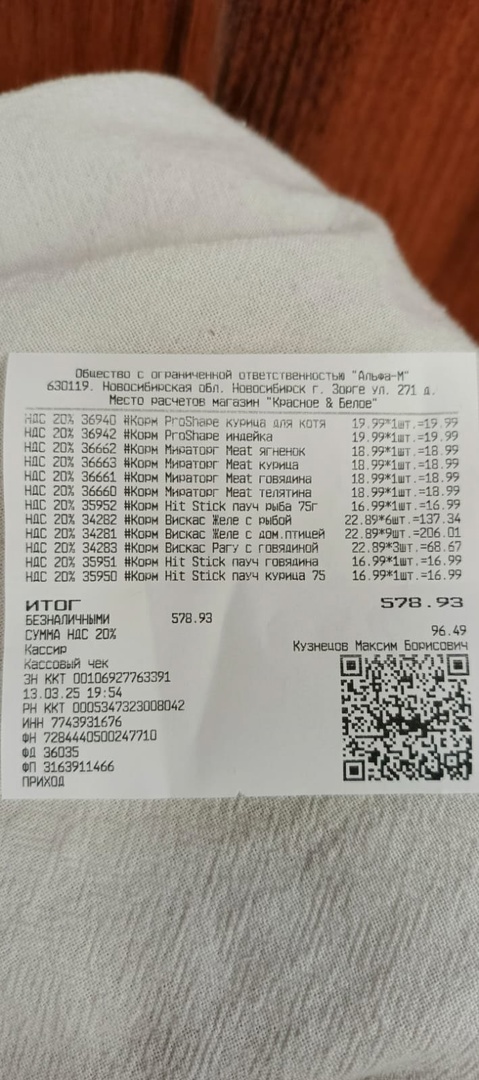 Общество с ограниченной ответственностью "Альфа-М"
630119. Новосибирская обл. Новосибирск г. Зорге ул. 271 д.
Место расчетов магазин "Красное & Белое"
НДС 20% 36940 #Корм ProShape курица для котя 19.99*1шт.=19.99
НДС 20% 36942 #Корм ProShape индейка 19.99*1шт.=19.99
НДС 20% 36662 #Корм Мираторг Meat ягненок 18.99*1шт.=18.99
НДС 20% 36663 #Корм Мираторг Meat курица 18.99*1шт.=18.99
НДС 20% 36661 #Корм Мираторг Meat говядина 18.99*1шт.=18.99
НДС 20% 36660 #Корм Мираторг Meat телятина 18.99*1шт.=18.99
НДС 20% 35952 #Корм Hit Stick пауч рыба 75г 16.99*1шт.=16.99
НДС 20% 34282 #Корм Вискас Желе с рыбой 22.89*6шт.=137.34
НДС 20% 34281 #Корм Вискас Желе с дом.птицей 22.89*9шт.=206.01
НДС 20% 34283 #Корм Вискас Рагу с говядиной 22.89*3шт.=68.67
НДС 20% 35951 #Корм Hit Stick пауч говядина 16.99*1шт.=16.99
НДС 20% 35950 #Корм Hit Stick пауч курица 75 16.99*1шт.=16.99
ИТОГ 578.93
БЕЗНАЛИЧНЫМИ 578.93
СУММА НДС 20% 96.49
Кассир Кузнецов Максим Борисович
Кассовый чек
ЗН ККТ 00106927763391
13.03.25 19:54
РН ККТ 0005347323008042
ИНН 7743931676
ФН 7284440500247710
ФД 36035
ФП 3163911466
ПРИХОД